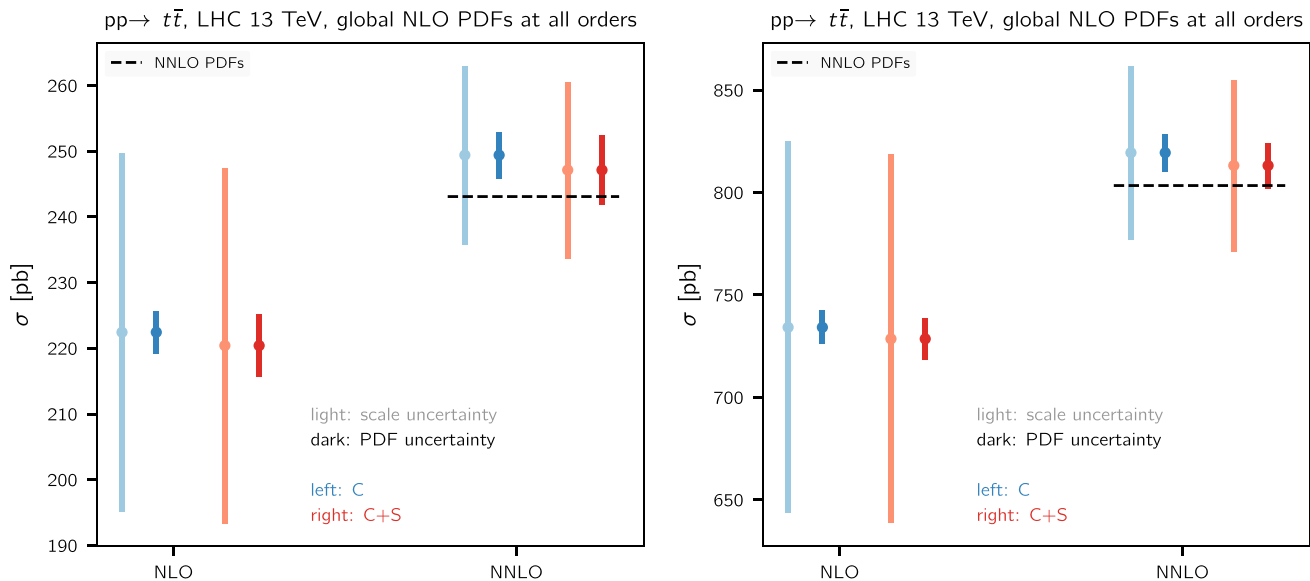 pp→ tt̄, LHC 13 TeV, global NLO PDFs at all orders
NNLO PDFs
260
250
240
230
220
210
200
190
σ [pb]
light: scale uncertainty
dark: PDF uncertainty
left: C
right: C+S
NLO
NNLO
pp→ tt̄, LHC 13 TeV, global NLO PDFs at all orders
NNLO PDFs
850
800
750
700
650
σ [pb]
light: scale uncertainty
dark: PDF uncertainty
left: C
right: C+S
NLO
NNLO